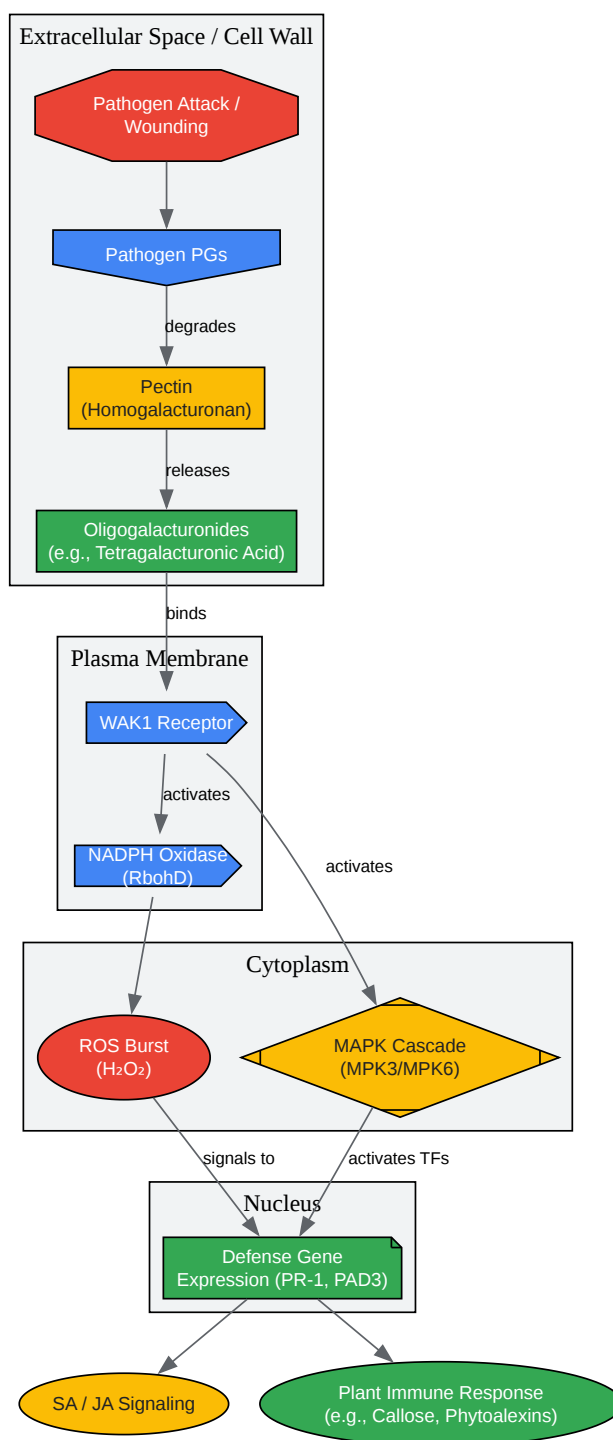 Extracellular Space / Cell Wall
Pathogen Attack /
Wounding
Pathogen PGs
degrades
Pectin
(Homogalacturonan)
releases
Oligogalacturonides
(e.g., Tetragalacturonic Acid)
binds
Plasma Membrane
WAK1 Receptor
activates
NADPH Oxidase
(RbohD)
activates
Cytoplasm
ROS Burst
(H₂O₂)
MAPK Cascade
(MPK3/MPK6)
signals to
activates TFs
Nucleus
Defense Gene
Expression (PR-1, PAD3)
SA / JA Signaling
Plant Immune Response
(e.g., Callose, Phytoalexins)